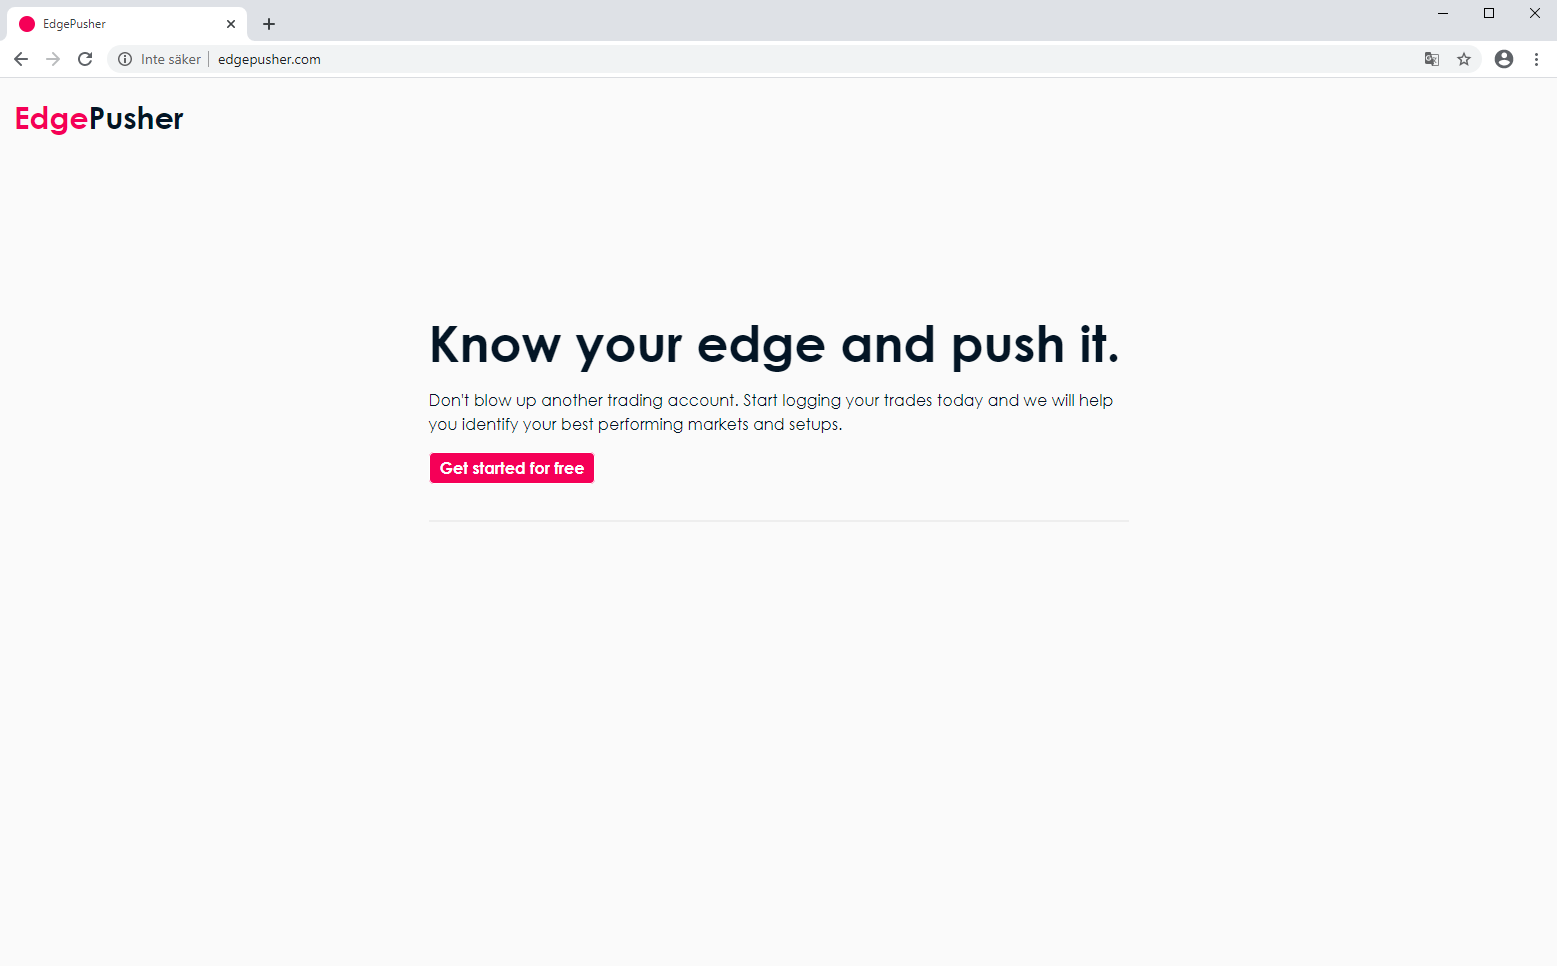 EdgePusher
Inte säker
edgepusher.com
EdgePusher
Know your edge and push it.
Don't blow up another trading account. Start logging your trades today and we will help
you identify your best performing markets and setups.
Get started for free